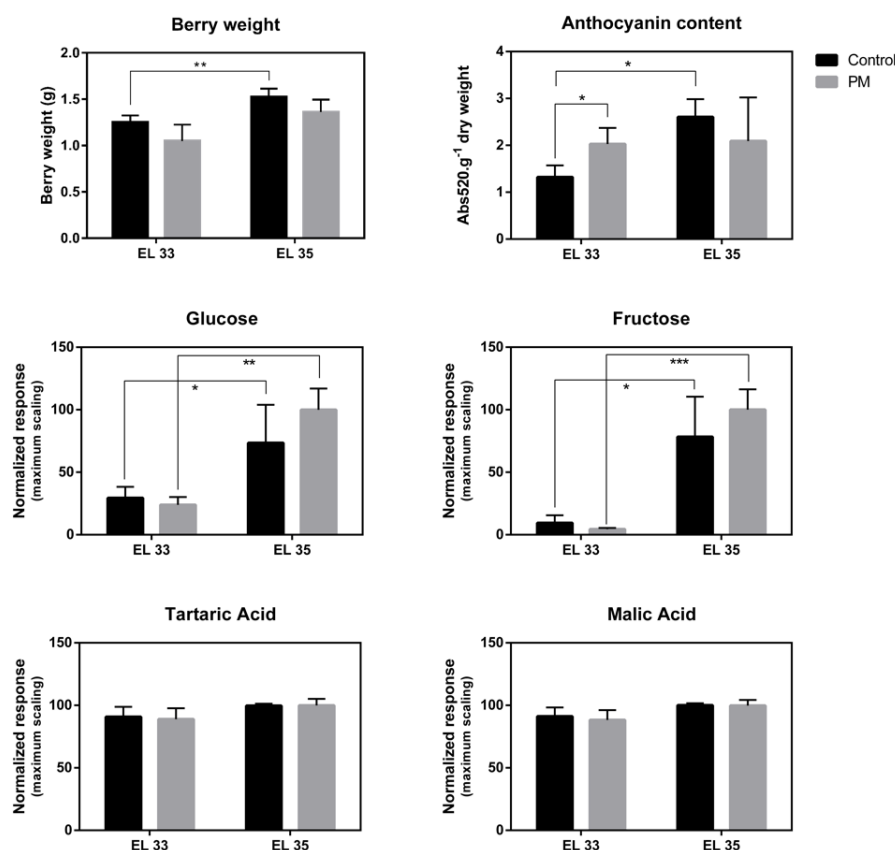 Berry weight
Berry weight (g)
2.0
1.5
1.0
0.5
0.0
**
EL 33
EL 35
Anthocyanin content
Abs520.g⁻¹ dry weight
4
3
2
1
0
*
*
EL 33
EL 35
Control
PM
Glucose
Normalized response
(maximum scaling)
150
100
50
0
**
*
EL 33
EL 35
Fructose
Normalized response
(maximum scaling)
150
100
50
0
***
*
EL 33
EL 35
Tartaric Acid
Normalized response
(maximum scaling)
150
100
50
0
EL 33
EL 35
Malic Acid
Normalized response
(maximum scaling)
150
100
50
0
EL 33
EL 35